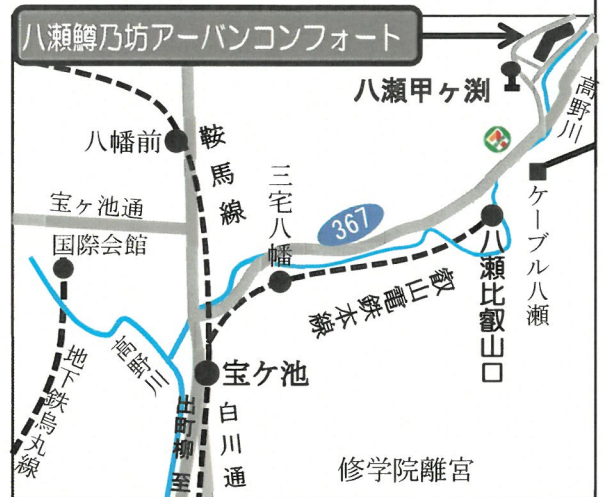 八瀬鱒乃坊アーバンコンフォート
八瀬甲ヶ渕
高野川
八幡前
鞍馬線
三宅八幡
367
宝ヶ池通
国際会館
ケーブル八瀬
八瀬比叡山口
叡山電鉄本線
高野川
地下鉄烏丸線
宝ケ池
出町柳 至
白川通
修学院離宮